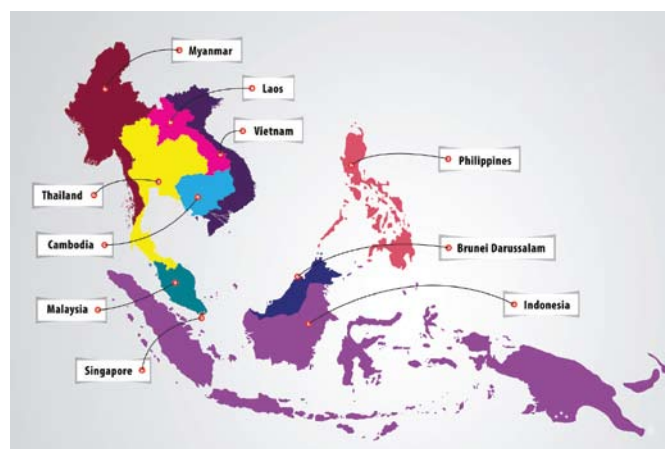 Myanmar
Laos
Vietnam
Philippines
Thailand
Cambodia
Brunei Darussalam
Malaysia
Indonesia
Singapore